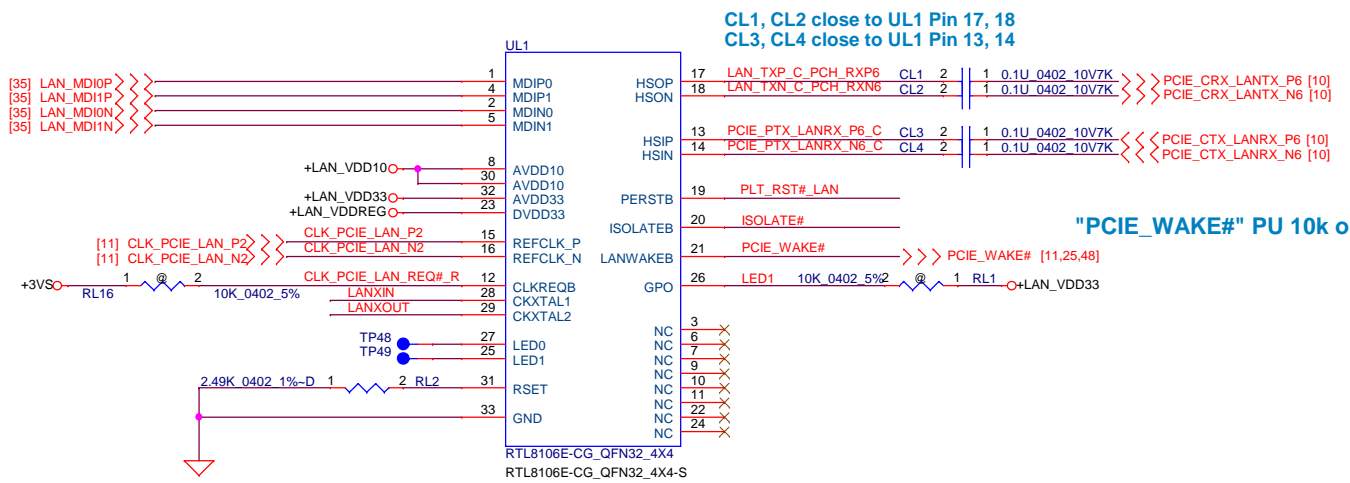 CL1, CL2 close to UL1 Pin 17, 18
CL3, CL4 close to UL1 Pin 13, 14
UL1
[35] LAN_MDI0P 1 MDIP0
[35] LAN_MDI1P 4 MDIP1
[35] LAN_MDI0N 2 MDIN0
[35] LAN_MDI1N 5 MDIN1
+LAN_VDD10 8 AVDD10
30 AVDD10
+LAN_VDD33 32 AVDD33
+LAN_VDDREG 23 DVDD33
[11] CLK_PCIE_LAN_P2 CLK_PCIE_LAN_P2 15 REFCLK_P
[11] CLK_PCIE_LAN_N2 CLK_PCIE_LAN_N2 16 REFCLK_N
+3VS 1 RL16 @ 2 10K_0402_5% CLK_PCIE_LAN_REQ#_R 12 CLKREQB
LANXIN 28 CKXTAL1
LANXOUT 29 CKXTAL2
TP48 27 LED0
TP49 25 LED1
2.49K_0402_1%~D 1 2 RL2 31 RSET
33 GND
HSOP 17 LAN_TXP_C_PCH_RXP6 CL1 2 1 0.1U_0402_10V7K PCIE_CRX_LANTX_P6 [10]
HSON 18 LAN_TXN_C_PCH_RXN6 CL2 2 1 0.1U_0402_10V7K PCIE_CRX_LANTX_N6 [10]
HSIP 13 PCIE_PTX_LANRX_P6_C CL3 2 1 0.1U_0402_10V7K PCIE_CTX_LANRX_P6 [10]
HSIN 14 PCIE_PTX_LANRX_N6_C CL4 2 1 0.1U_0402_10V7K PCIE_CTX_LANRX_N6 [10]
PERSTB 19 PLT_RST#_LAN
ISOLATEB 20 ISOLATE#
"PCIE_WAKE#" PU 10k o
LANWAKEB 21 PCIE_WAKE# PCIE_WAKE# [11,25,48]
GPO 26 LED1 10K_0402_5% 2 @ 1 RL1 +LAN_VDD33
NC 3
NC 6
NC 7
NC 9
NC 10
NC 11
NC 22
NC 24
RTL8106E-CG_QFN32_4X4
RTL8106E-CG_QFN32_4X4-S